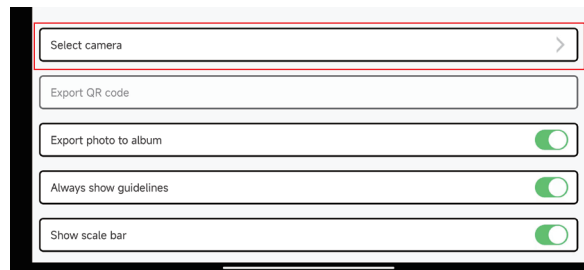 Select camera
Export QR code
Export photo to album
Always show guidelines
Show scale bar